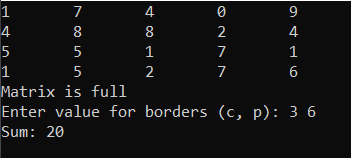 1 7 4 0 9
4 8 8 2 4
5 5 1 7 1
1 5 2 7 6
Matrix is full
Enter value for borders (c, p): 3 6
Sum: 20